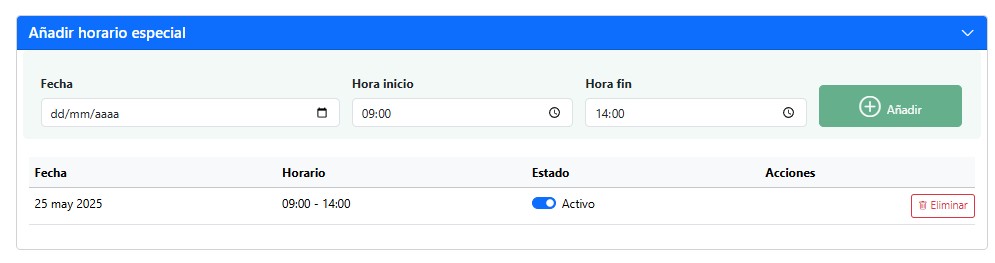 Añadir horario especial
Fecha Hora inicio Hora fin
dd/mm/aaaa 09:00 14:00 Añadir
Fecha Horario Estado Acciones
25 may 2025 09:00 - 14:00 Activo Eliminar